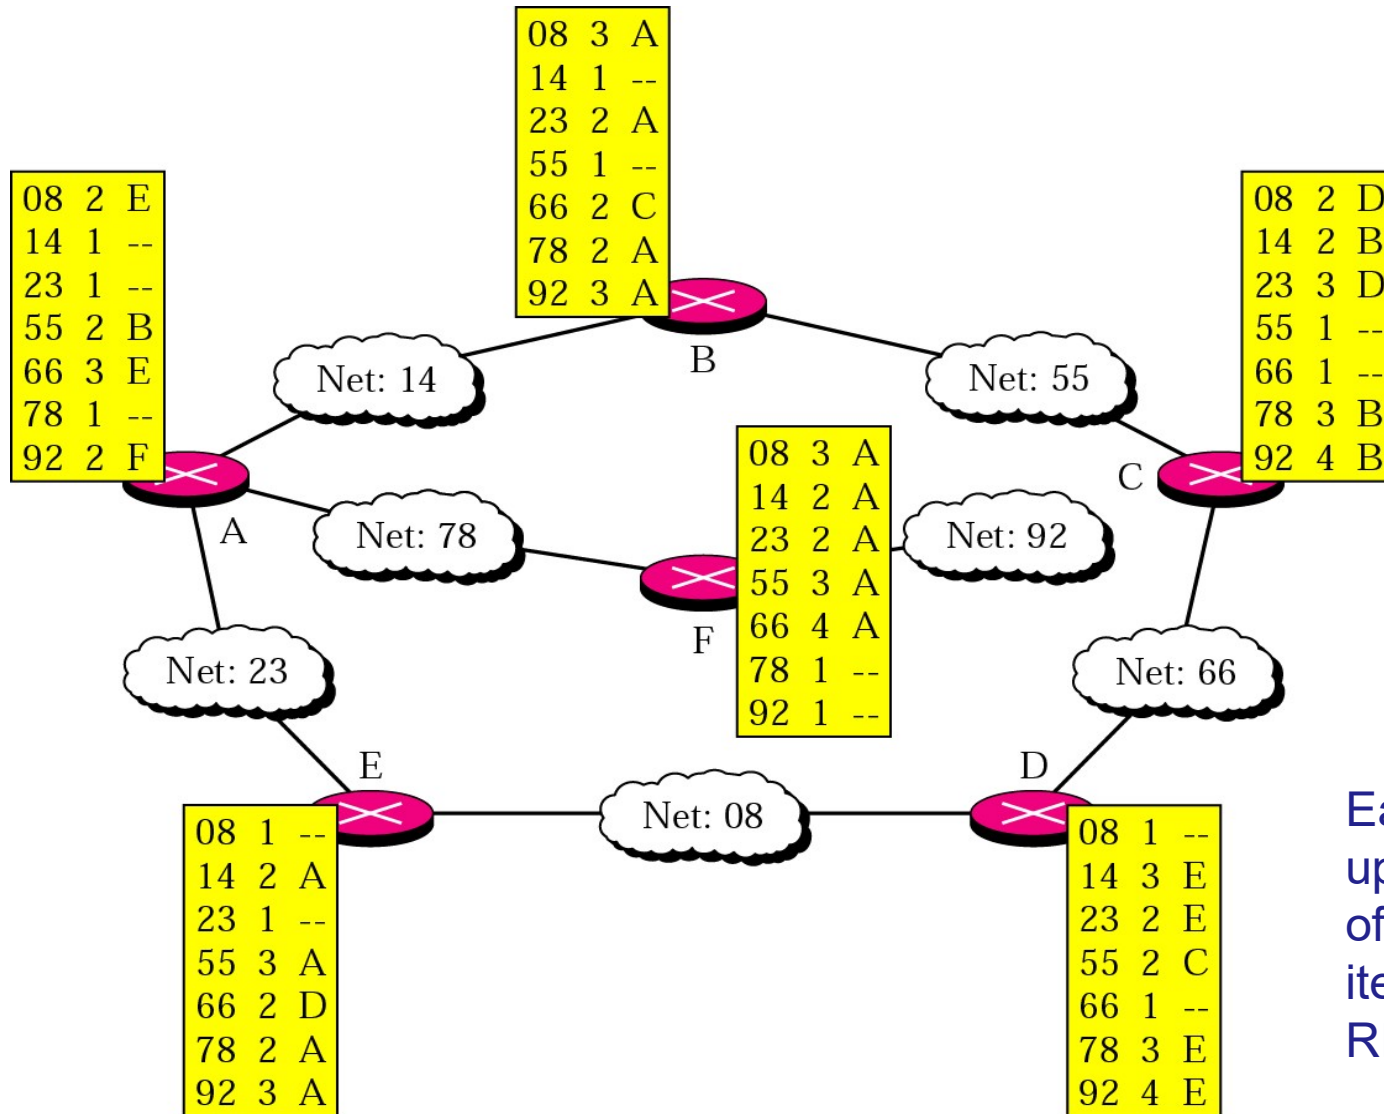 08 3 A
14 1 --
23 2 A
55 1 --
66 2 C
78 2 A
92 3 A
08 2 E
14 1 --
23 1 --
55 2 B
66 3 E
78 1 --
92 2 F
08 2 D
14 2 B
23 3 D
55 1 --
66 1 --
78 3 B
92 4 B
B
Net: 14
Net: 55
A
C
08 3 A
14 2 A
23 2 A
55 3 A
66 4 A
78 1 --
92 1 --
Net: 78
Net: 92
F
Net: 23
Net: 66
E
D
Net: 08
08 1 --
14 2 A
23 1 --
55 3 A
66 2 D
78 2 A
92 3 A
08 1 --
14 3 E
23 2 E
55 2 C
66 1 --
78 3 E
92 4 E